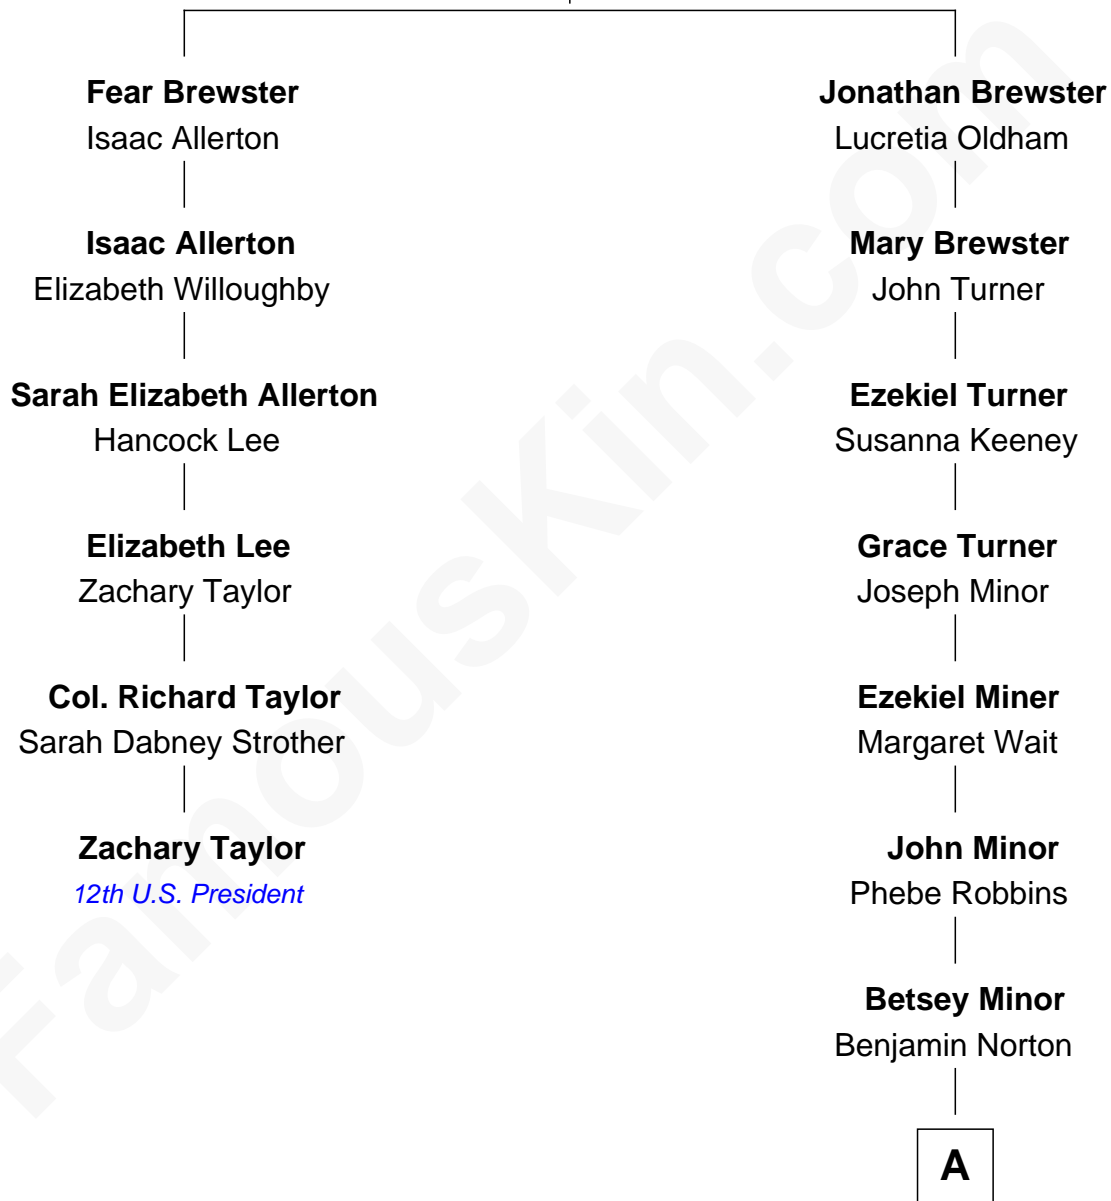 Fear Brewster
Isaac Allerton
Isaac Allerton
Elizabeth Willoughby
Sarah Elizabeth Allerton
Hancock Lee
Elizabeth Lee
Zachary Taylor
Col. Richard Taylor
Sarah Dabney Strother
Zachary Taylor
12th U.S. President
Jonathan Brewster
Lucretia Oldham
Mary Brewster
John Turner
Ezekiel Turner
Susanna Keeney
Grace Turner
Joseph Minor
Ezekiel Miner
Margaret Wait
John Minor
Phebe Robbins
Betsey Minor
Benjamin Norton
A
FamousKin.com